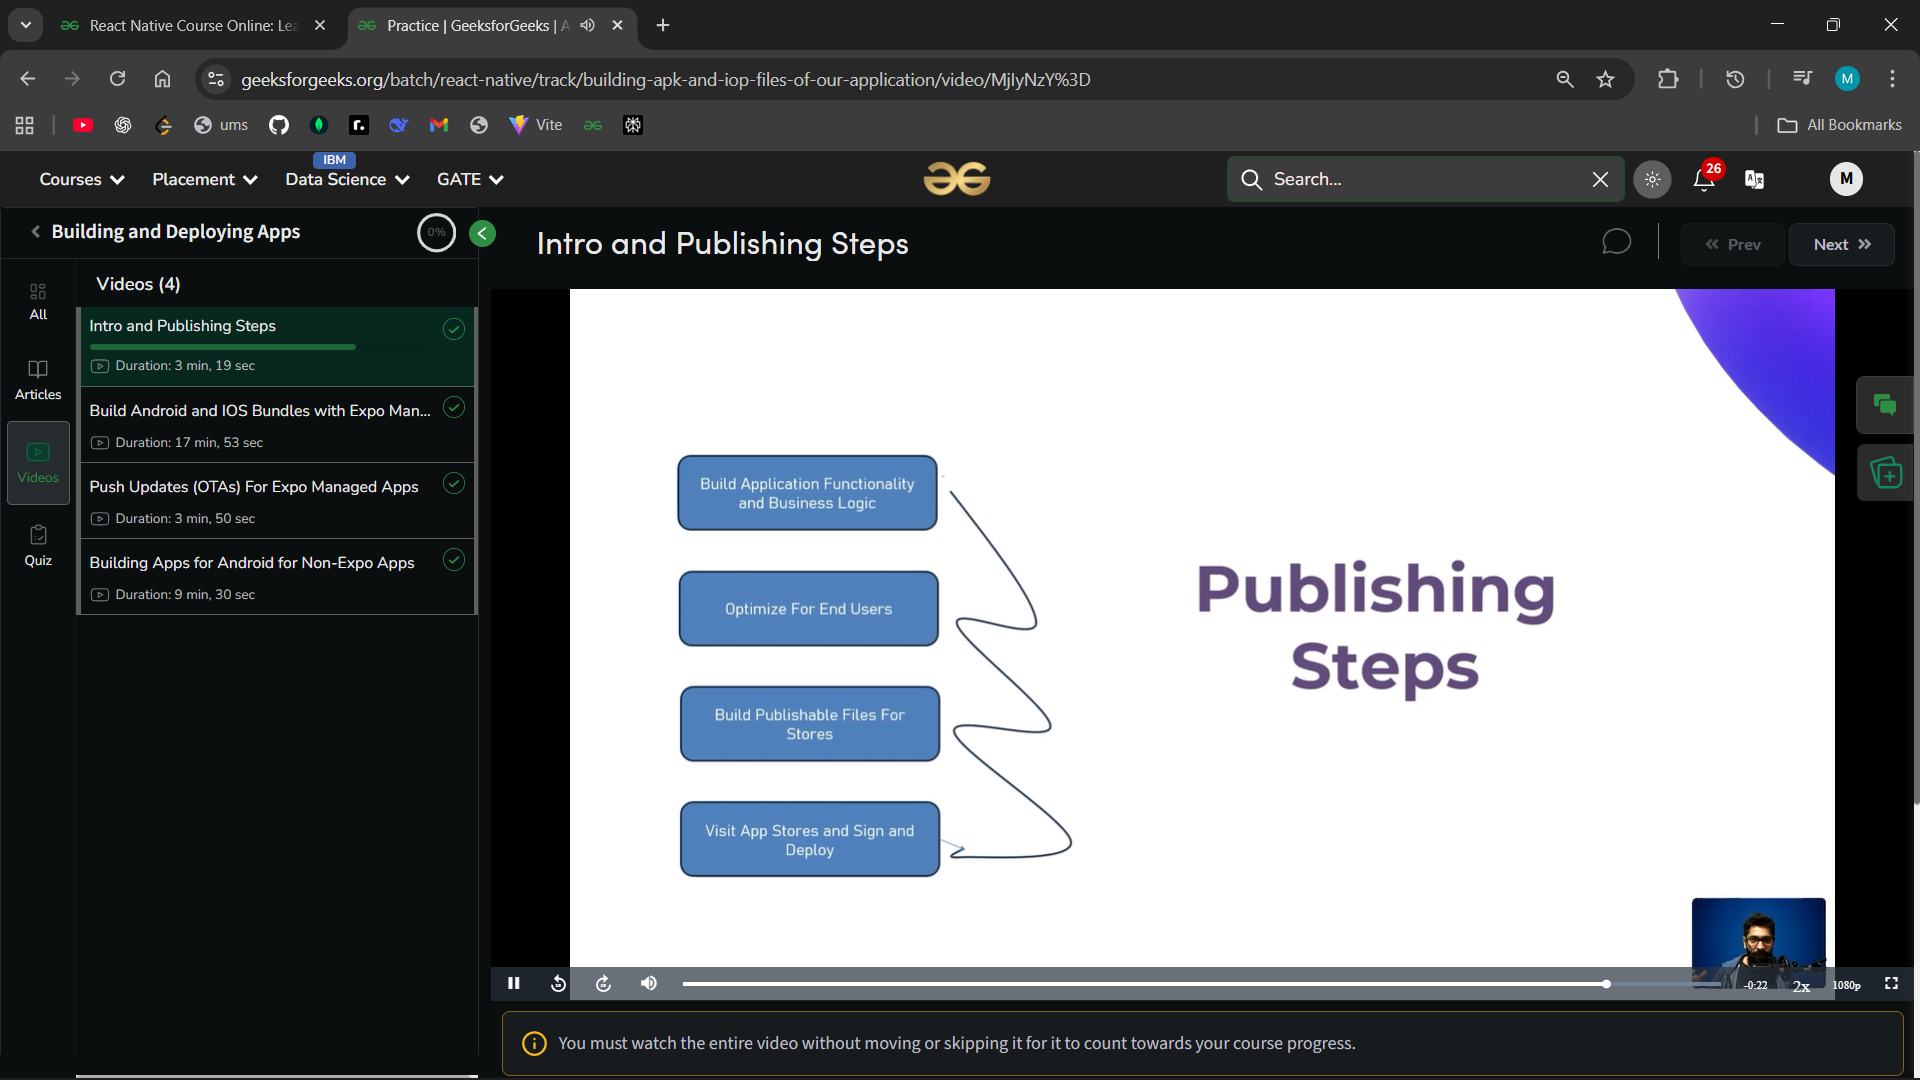 React Native Course Online: Lea
Practice | GeeksforGeeks | A
geeksforgeeks.org/batch/react-native/track/building-apk-and-iop-files-of-our-application/video/MjIyNzY%3D
M
ums
Vite
All Bookmarks
Courses
Placement
IBM
Data Science
GATE
Search...
26
M
Building and Deploying Apps
0%
Intro and Publishing Steps
Prev
Next
All
Articles
Videos
Quiz
Videos (4)
Intro and Publishing Steps
Duration: 3 min, 19 sec
Build Android and IOS Bundles with Expo Man...
Duration: 17 min, 53 sec
Push Updates (OTAs) For Expo Managed Apps
Duration: 3 min, 50 sec
Building Apps for Android for Non-Expo Apps
Duration: 9 min, 30 sec
Build Application Functionality
and Business Logic
Optimize For End Users
Build Publishable Files For
Stores
Visit App Stores and Sign and
Deploy
Publishing
Steps
-0:22
2x
1080p
You must watch the entire video without moving or skipping it for it to count towards your course progress.